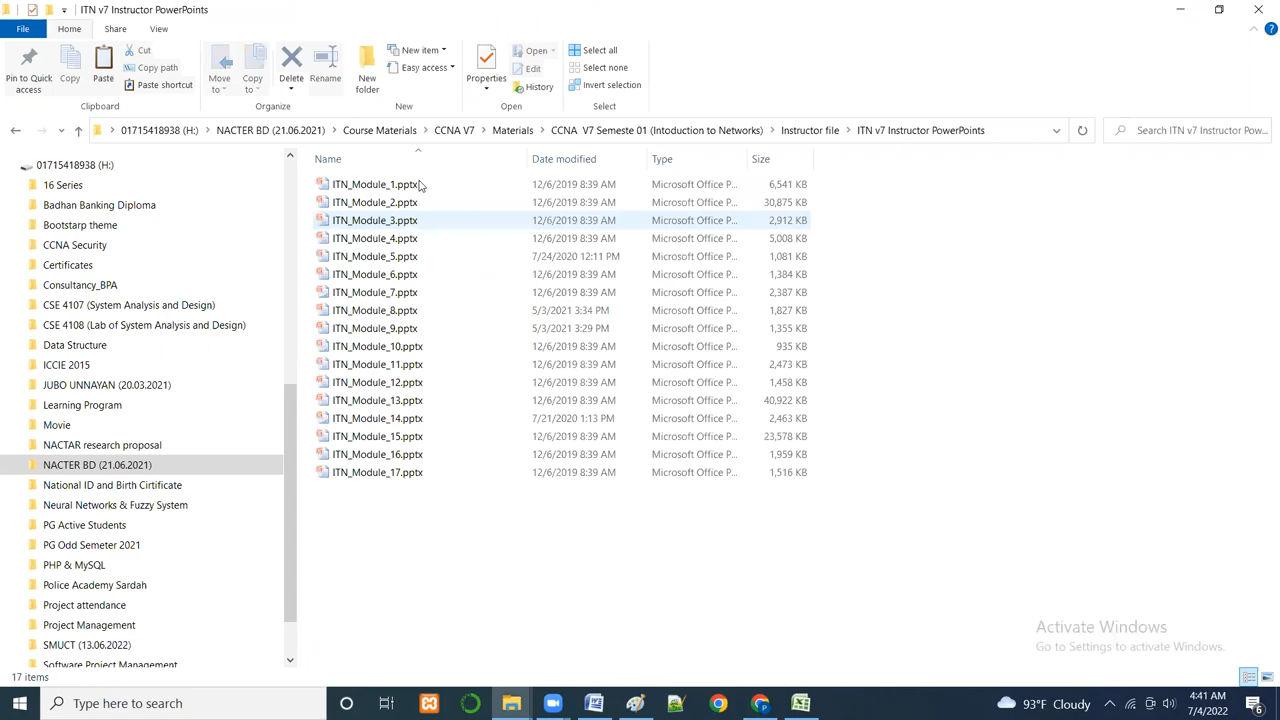 ITN v7 Instructor PowerPoints
File Home Share View
Pin to Quick access
Copy
Paste
Cut
Copy path
Paste shortcut
Clipboard
Move to
Copy to
Delete
Rename
Organize
New folder
New item
Easy access
New
Properties
Open
Edit
History
Open
Select all
Select none
Invert selection
Select
01715418938 (H:) > NACTER BD (21.06.2021) > Course Materials > CCNA V7 > Materials > CCNA V7 Semeste 01 (Intoduction to Networks) > Instructor file > ITN v7 Instructor PowerPoints
Search ITN v7 Instructor Pow...
01715418938 (H:)
16 Series
Badhan Banking Diploma
Bootstarp theme
CCNA Security
Certificates
Consultancy_BPA
CSE 4107 (System Analysis and Design)
CSE 4108 (Lab of System Analysis and Design)
Data Structure
ICCIE 2015
JUBO UNNAYAN (20.03.2021)
Learning Program
Movie
NACTAR research proposal
NACTER BD (21.06.2021)
National ID and Birth Cirtificate
Neural Networks & Fuzzy System
PG Active Students
PG Odd Semeter 2021
PHP & MySQL
Police Academy Sardah
Project attendance
Project Management
SMUCT (13.06.2022)
Software Project Management
Name Date modified Type Size
ITN_Module_1.pptx 12/6/2019 8:39 AM Microsoft Office P... 6,541 KB
ITN_Module_2.pptx 12/6/2019 8:39 AM Microsoft Office P... 30,875 KB
ITN_Module_3.pptx 12/6/2019 8:39 AM Microsoft Office P... 2,912 KB
ITN_Module_4.pptx 12/6/2019 8:39 AM Microsoft Office P... 5,008 KB
ITN_Module_5.pptx 7/24/2020 12:11 PM Microsoft Office P... 1,081 KB
ITN_Module_6.pptx 12/6/2019 8:39 AM Microsoft Office P... 1,384 KB
ITN_Module_7.pptx 12/6/2019 8:39 AM Microsoft Office P... 2,387 KB
ITN_Module_8.pptx 5/3/2021 3:34 PM Microsoft Office P... 1,827 KB
ITN_Module_9.pptx 5/3/2021 3:29 PM Microsoft Office P... 1,355 KB
ITN_Module_10.pptx 12/6/2019 8:39 AM Microsoft Office P... 935 KB
ITN_Module_11.pptx 12/6/2019 8:39 AM Microsoft Office P... 2,473 KB
ITN_Module_12.pptx 12/6/2019 8:39 AM Microsoft Office P... 1,458 KB
ITN_Module_13.pptx 12/6/2019 8:39 AM Microsoft Office P... 40,922 KB
ITN_Module_14.pptx 7/21/2020 1:13 PM Microsoft Office P... 2,463 KB
ITN_Module_15.pptx 12/6/2019 8:39 AM Microsoft Office P... 23,578 KB
ITN_Module_16.pptx 12/6/2019 8:39 AM Microsoft Office P... 1,959 KB
ITN_Module_17.pptx 12/6/2019 8:39 AM Microsoft Office P... 1,516 KB
Activate Windows
Go to Settings to activate Windows.
17 items
Type here to search
93°F Cloudy
4:41 AM
7/4/2022
6